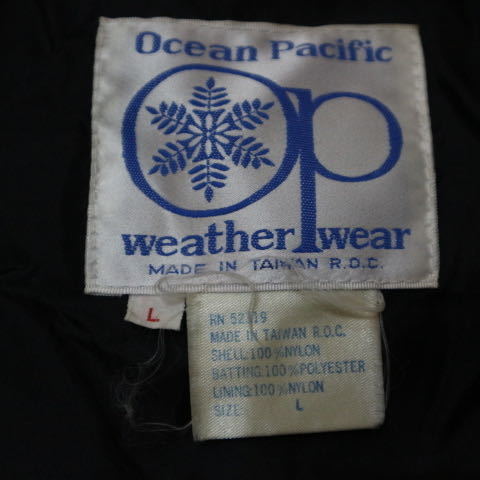 Ocean Pacific
Op
weather wear
MADE IN TAIWAN R.O.C.
L
RN 52119
MADE IN TAIWAN R.O.C.
SHELL:100%NYLON
BATTING:100%POLYESTER
LINING:100%NYLON
SIZE: L